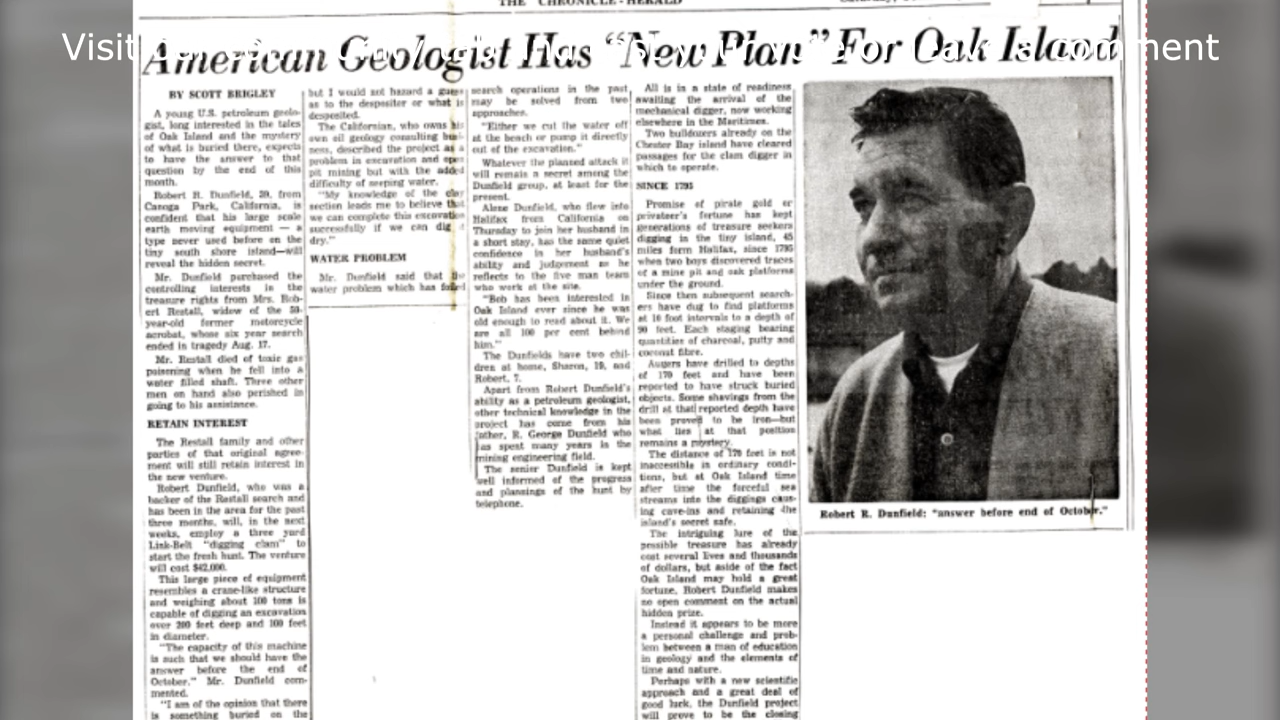 THE CHRONICLE-HERALD
Visit
comment
American Geologist Has "New Plan" For Oak Island
BY SCOTT BRIGLEY
A young U.S. petroleum geolo-
gist, long interested in the tales
of Oak Island and the mystery
of what is buried there, expects
to have the answer to that
question by the end of this
month.
Robert R. Dunfield, 39, from
Canoga Park, California, is
confident that his large scale
earth moving equipment — a
type never used before on the
tiny south shore island—will
reveal the hidden secret.
Mr. Dunfield purchased the
controlling interests in the
treasure rights from Mrs. Rob-
ert Restall, widow of the
year-old former motorcycle
acrobat, whose six year search
ended in tragedy Aug. 17.
Mr. Restall died of toxic gas
poisoning when he fell into a
water filled shaft. Three other
men on hand also perished in
going to his assistance.
RETAIN INTEREST
The Restall family and other
parties of that original agree-
ment will still retain interest in
the new venture.
Robert Dunfield, who was a
backer of the Restall search and
has been in the area for the past
three months, will, in the next
weeks, employ a three yard
Link-Belt "digging clam" to
start the fresh hunt. The venture
will cost $42,000.
This large piece of equipment
resembles a crane-like structure
and weighing about 100 tons is
capable of digging an excavation
over 200 feet deep and 100 feet
in diameter.
"The capacity of this machine
is such that we should have the
answer before the end of
October." Mr. Dunfield com-
mented.
"I am of the opinion that there
is something buried on the
but I would not hazard a guess
as to the despositer or what is
desposited.
The Californian, who owns his
own oil geology consulting busi-
ness, described the project as a
problem in excavation and open
pit mining but with the added
difficulty of seeping water.
"My knowledge of the clay
section leads me to believe that
we can complete this excavation
successfully if we can dig
dry."
WATER PROBLEM
Mr. Dunfield said that the
water problem which has foiled
search operations in the past
may be solved from two
approaches.
"Either we cut the water off
at the beach or pump it directly
out of the excavation."
Whatever the planned attack it
will remain a secret among the
Dunfield group, at least for the
present.
Alene Dunfield, who flew into
Halifax from California on
Thursday to join her husband in
a short stay, has the same quiet
confidence in her husband's
ability and judgement as he
reflects to the five man team
who work at the site.
"Bob has been interested in
Oak Island ever since he was
old enough to read about it. We
are all 100 per cent behind
him."
The Dunfields have two chil-
dren at home, Sharon, 10, and
Robert, 7.
Apart from Robert Dunfield's
ability as a petroleum geologist,
other technical knowledge in the
project has come from his
father, R. George Dunfield who
has spent many years in the
mining engineering field.
The senior Dunfield is kept
well informed of the progress
and plannings of the hunt by
telephone.
All is in a state of readiness
awaiting the arrival of the
mechanical digger, now working
elsewhere in the Maritimes.
Two bulldozers already on the
Chester Bay island have cleared
passages for the clam digger in
which to operate.
SINCE 1795
Promise of pirate gold or
privateer's fortune has kept
generations of treasure seekers
digging in the tiny island, 45
miles form Halifax, since 1795
when two boys discovered traces
of a mine pit and oak platforms
under the ground.
Since then subsequent search-
ers have dug to find platforms
at 10 foot intervals to a depth of
90 feet. Each staging bearing
quantities of charcoal, putty and
coconut fibre.
Augers have drilled to depths
of 170 feet and have been
reported to have struck buried
objects. Some shavings from the
drill at that reported depth have
been proved to be iron—but
what lies at that position
remains a mystery.
The distance of 170 feet is not
inaccessible in ordinary condi-
tions, but at Oak Island time
after time the forceful sea
streams into the diggings caus-
ing cave-ins and retaining the
island's secret safe.
The intriguing lure of the
possible treasure has already
cost several lives and thousands
of dollars, but aside of the fact
Oak Island may hold a great
fortune, Robert Dunfield makes
no open comment on the actual
hidden prize.
Instead it appears to be more
a personal challenge and prob-
lem between a man of education
in geology and the elements of
time and nature.
Perhaps with a new scientific
approach and a great deal of
good luck, the Dunfield project
will prove to be the closing
Robert R. Dunfield: "answer before end of October."